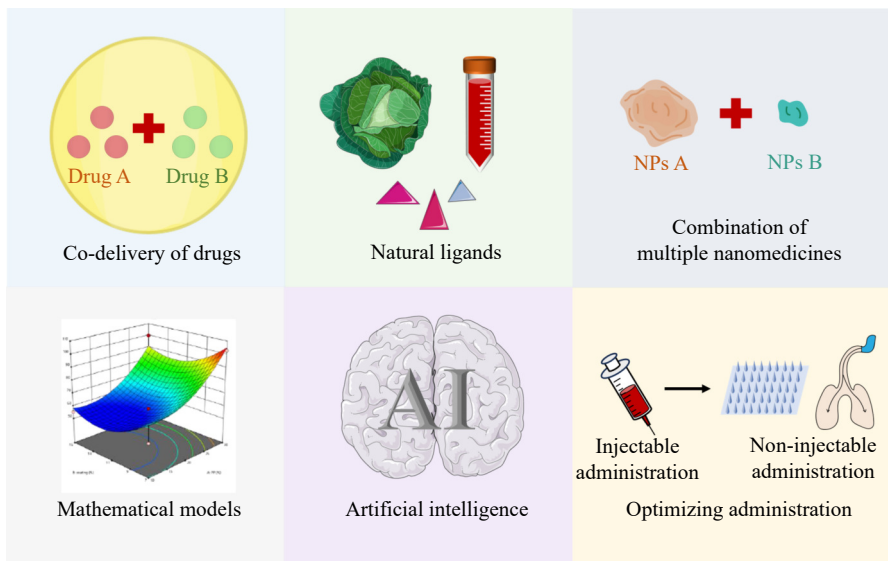 Drug A
Drug B
Co-delivery of drugs
Natural ligands
NPs A
NPs B
Combination of
multiple nanomedicines
Mathematical models
AI
Artificial intelligence
Injectable
administration
Non-injectable
administration
Optimizing administration